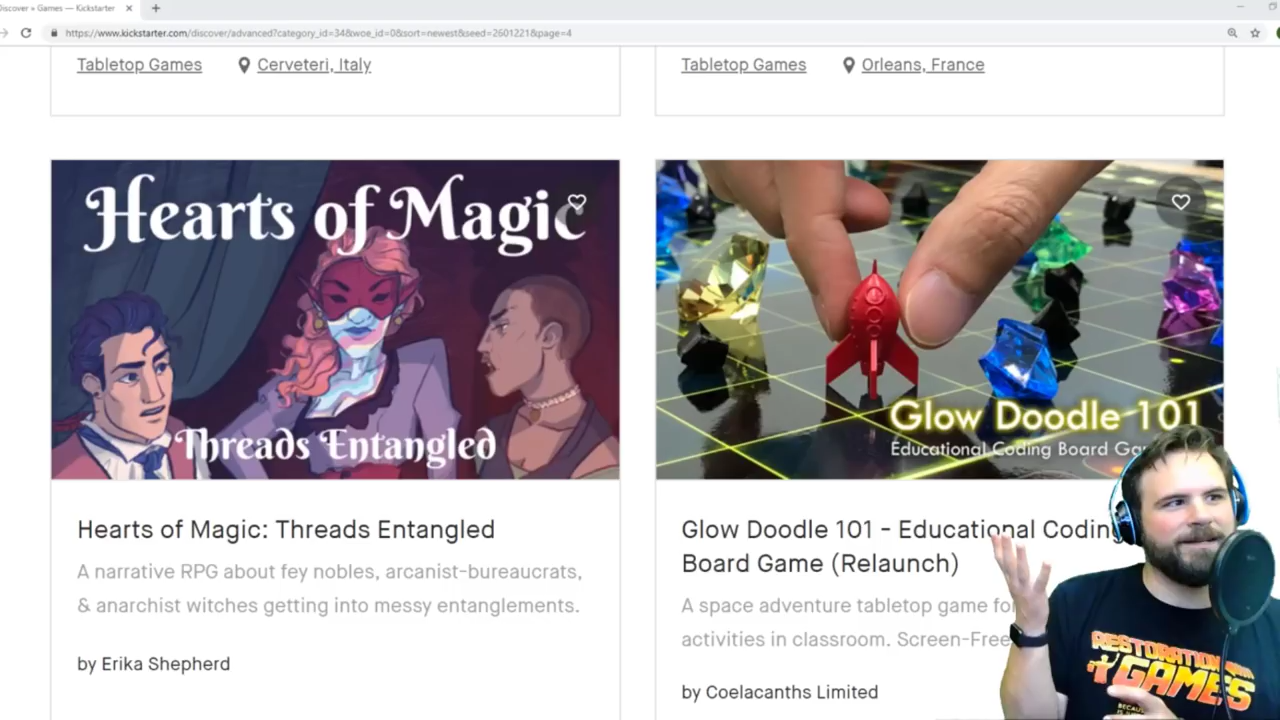 Discover » Games — Kickstarter
https://www.kickstarter.com/discover/advanced?category_id=34&woe_id=0&sort=newest&seed=2601221&page=4
Tabletop Games Cerveteri, Italy
Tabletop Games Orleans, France
Hearts of Magic
Threads Entangled
Glow Doodle 101
Educational Coding Board
Hearts of Magic: Threads Entangled
A narrative RPG about fey nobles, arcanist-bureaucrats,
& anarchist witches getting into messy entanglements.
by Erika Shepherd
Glow Doodle 101 - Educational Coding
Board Game (Relaunch)
A space adventure tabletop game for
activities in classroom. Screen-Free
by Coelacanths Limited
RESTORATION
GAMES